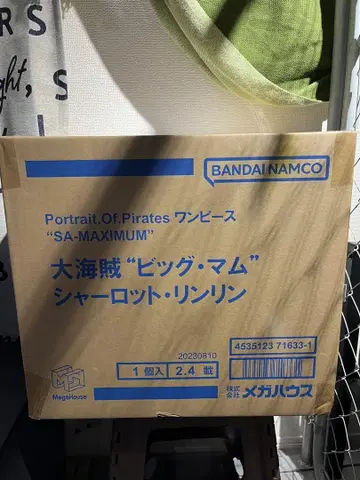 R S
ght, s
BANDAI NAMCO
Portrait.Of.Pirates ワンピース
“SA-MAXIMUM”
大海賊“ビッグ・マム”
シャーロット・リンリン
20230810
4535123 71633-1
1個入 2.4 載
MegaHouse
株式会社 メガハウス